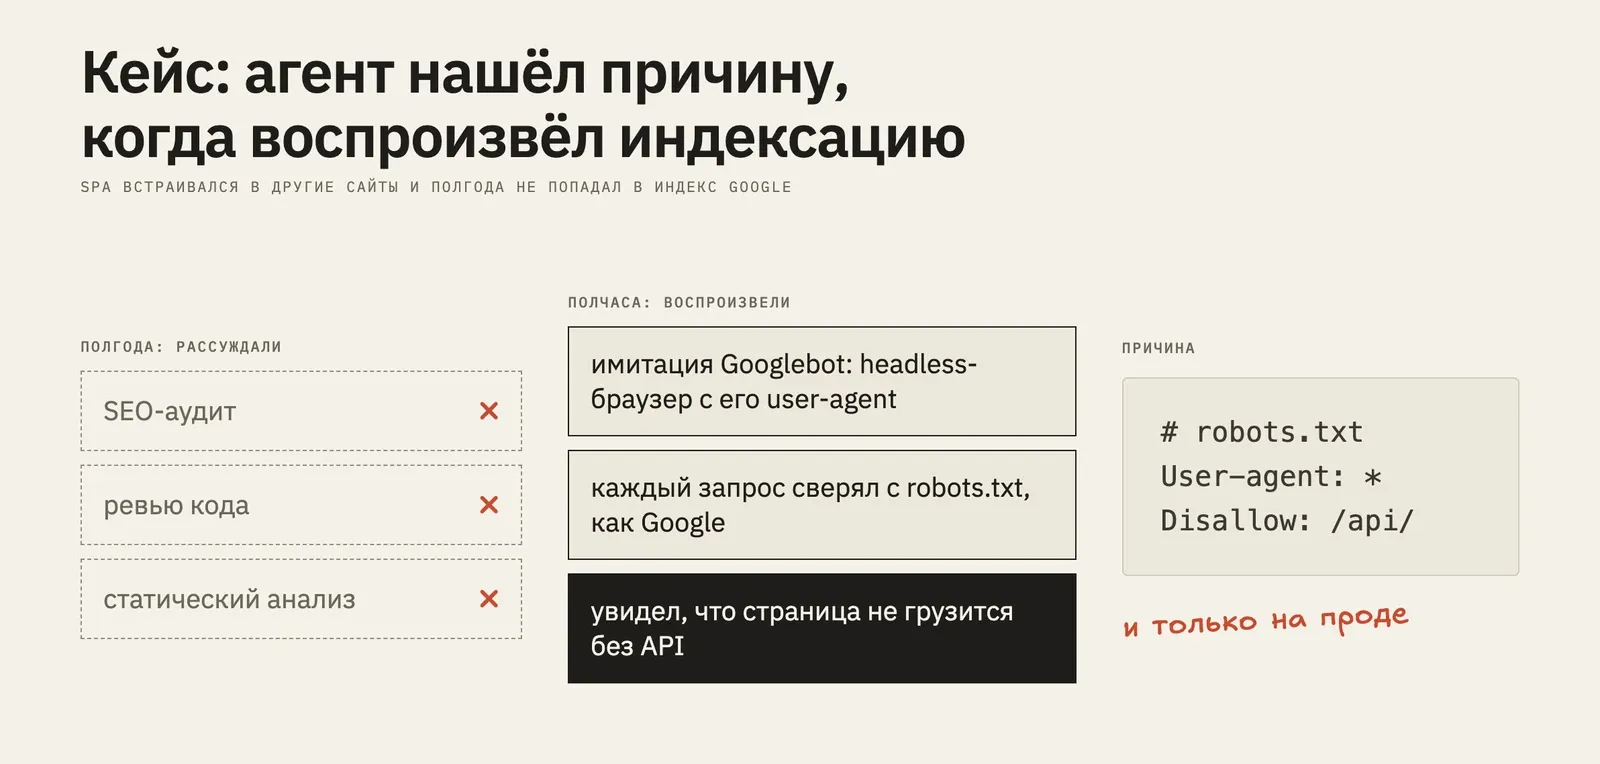 Кейс: агент нашёл причину,
когда воспроизвёл индексацию
SPA ВСТРАИВАЛСЯ В ДРУГИЕ САЙТЫ И ПОЛГОДА НЕ ПОПАДАЛ В ИНДЕКС GOOGLE
ПОЛГОДА: РАССУЖДАЛИ
SEO-аудит
ревью кода
статический анализ
ПОЛЧАСА: ВОСПРОИЗВЕЛИ
имитация Googlebot: headless-
браузер с его user-agent
каждый запрос сверял с robots.txt,
как Google
увидел, что страница не грузится
без API
ПРИЧИНА
# robots.txt
User-agent: *
Disallow: /api/
и только на проде